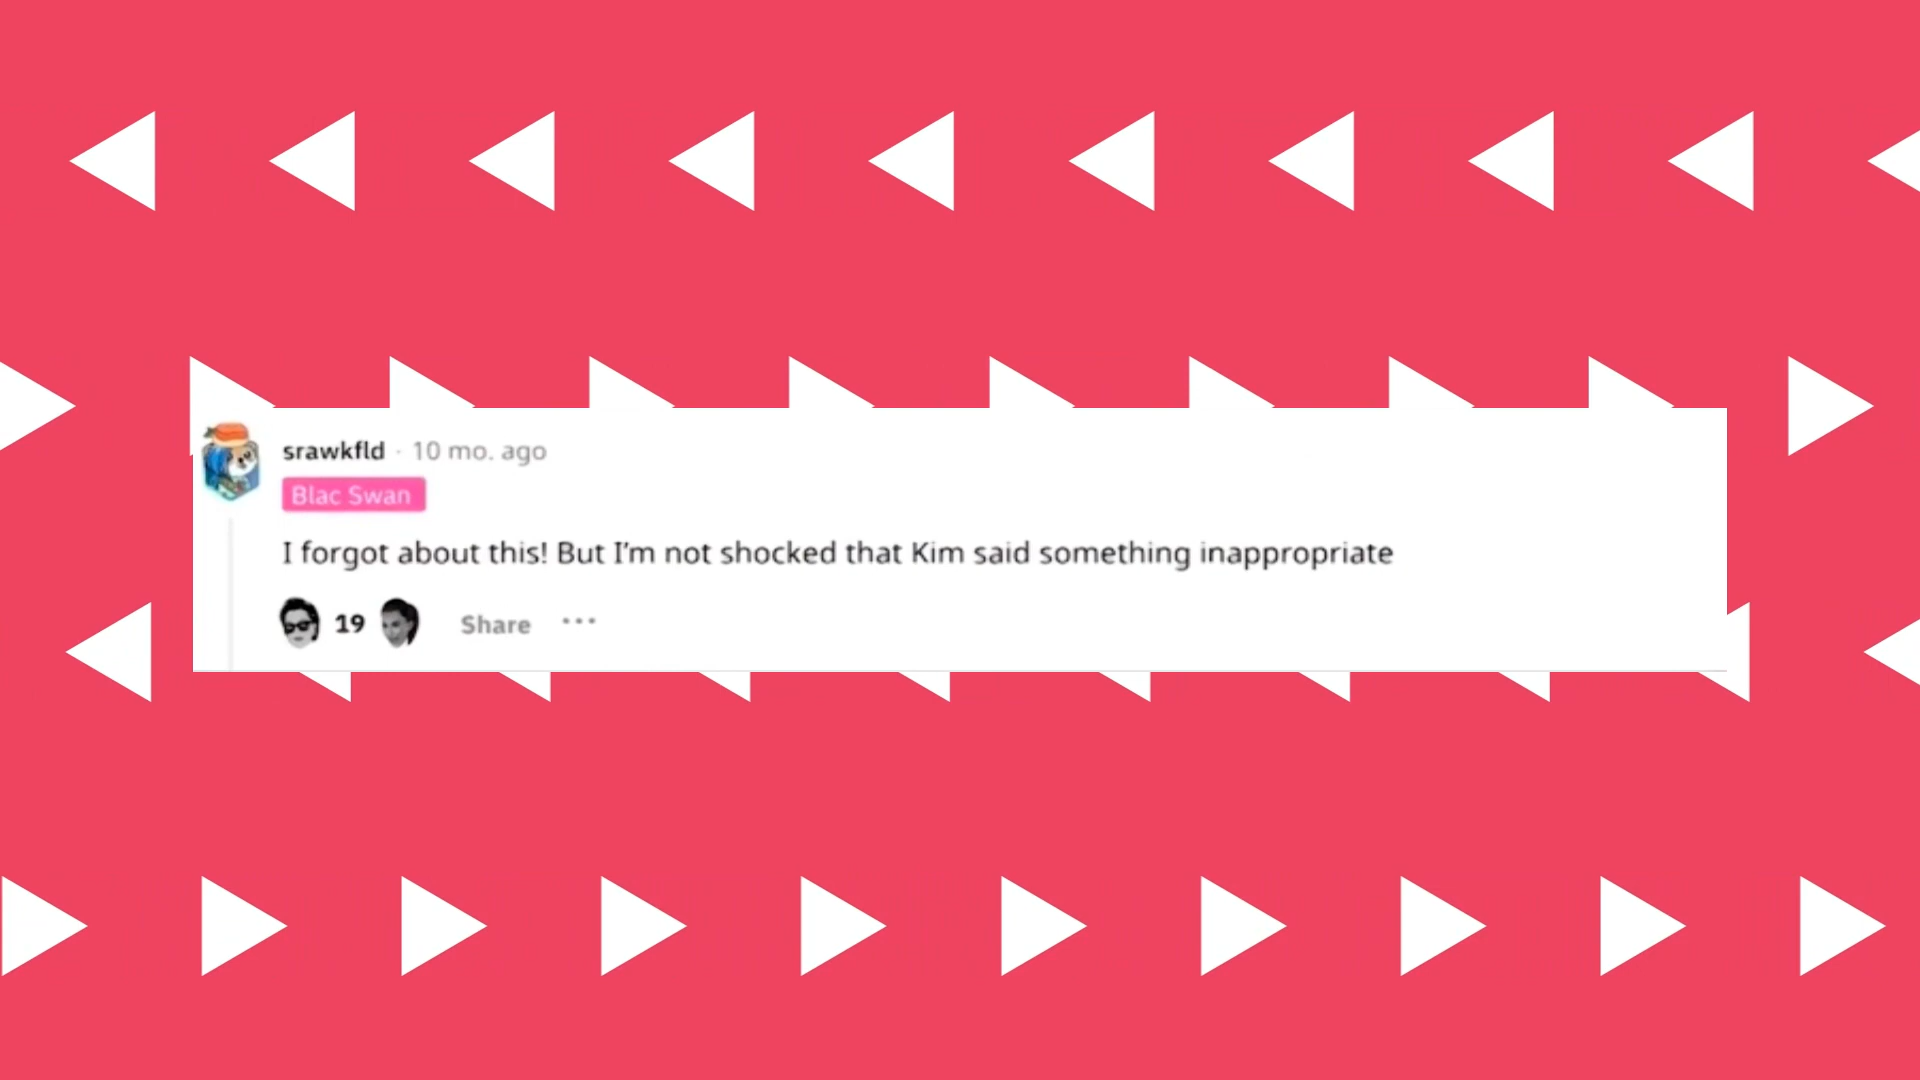 srawkfld · 10 mo. ago
Blac Swan
I forgot about this! But I'm not shocked that Kim said something inappropriate
19 Share ···